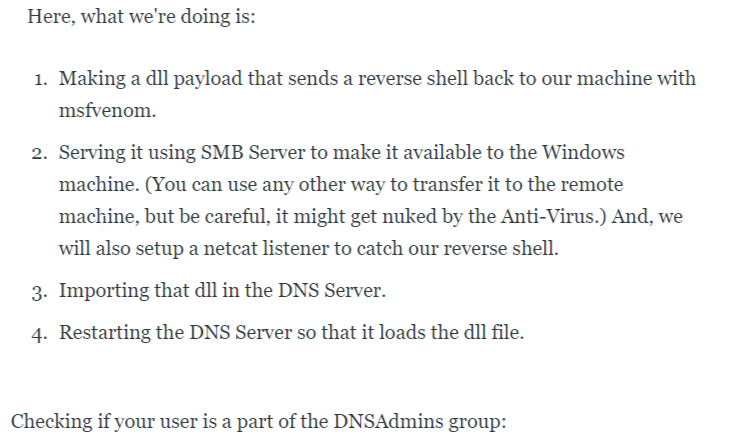 Here, what we're doing is:
1. Making a dll payload that sends a reverse shell back to our machine with
msfvenom.
2. Serving it using SMB Server to make it available to the Windows
machine. (You can use any other way to transfer it to the remote
machine, but be careful, it might get nuked by the Anti-Virus.) And, we
will also setup a netcat listener to catch our reverse shell.
3. Importing that dll in the DNS Server.
4. Restarting the DNS Server so that it loads the dll file.
Checking if your user is a part of the DNSAdmins group: